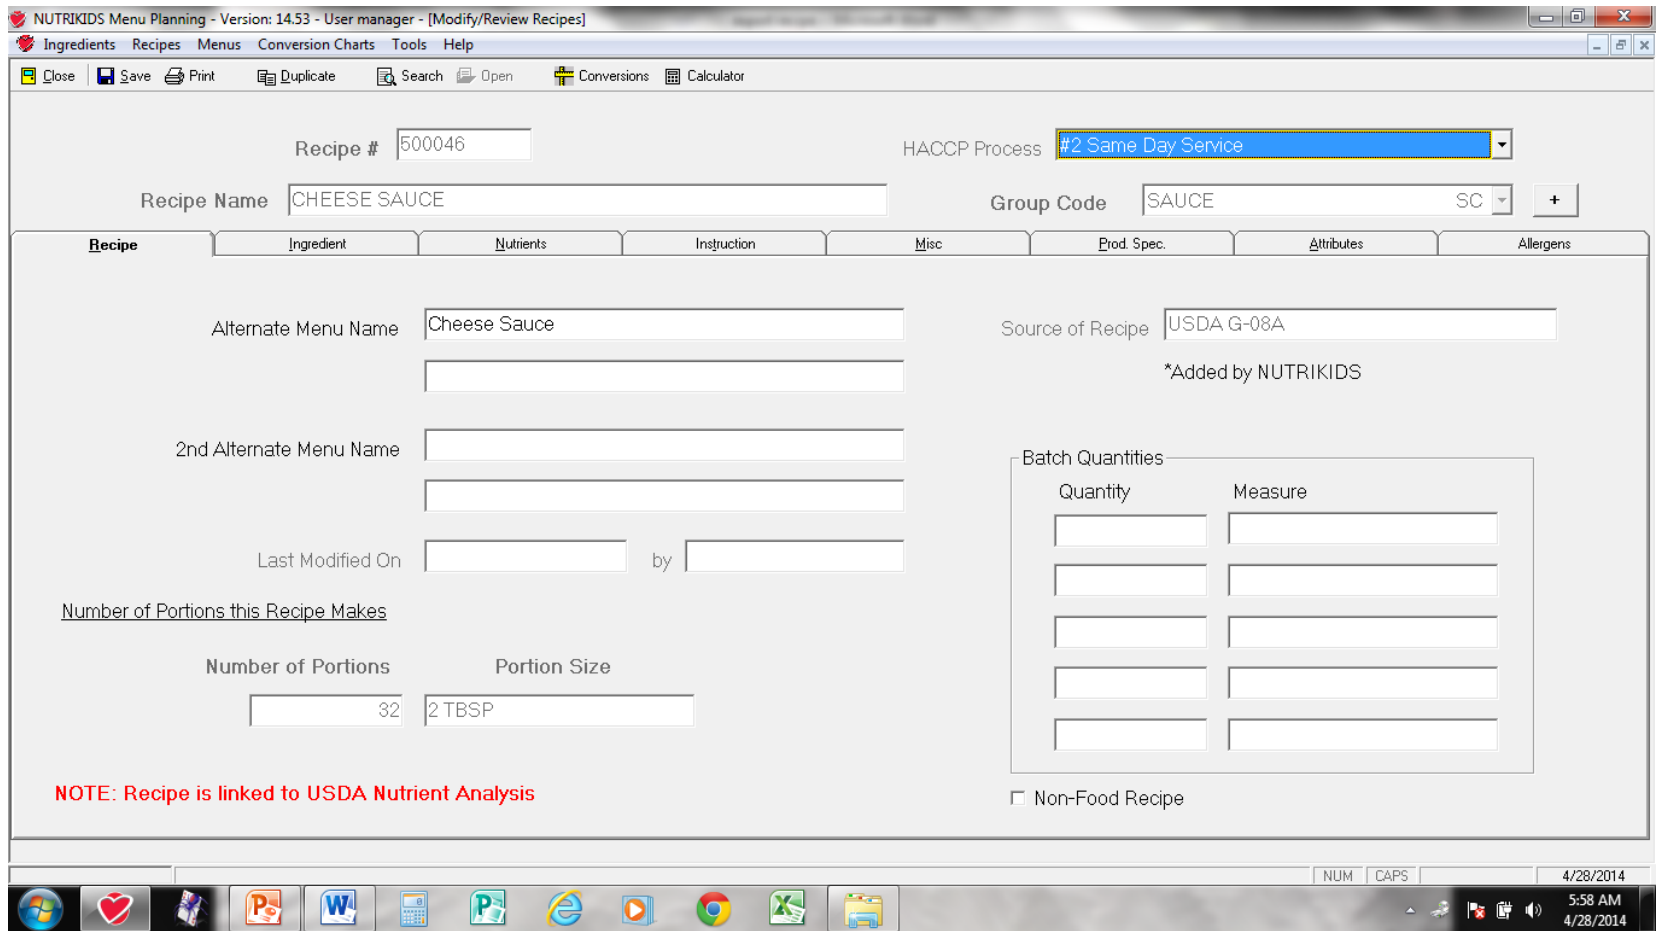 NUTRIKIDS Menu Planning - Version: 14.53 - User manager - [Modify/Review Recipes]
Ingredients Recipes Menus Conversion Charts Tools Help
Close Save Print Duplicate Search Open Conversions Calculator
Recipe # 500046 HACCP Process #2 Same Day Service
Recipe Name CHEESE SAUCE Group Code SAUCE SC +
Recipe Ingredient Nutrients Instruction Misc Prod. Spec. Attributes Allergens
Alternate Menu Name Cheese Sauce Source of Recipe USDA G-08A
*Added by NUTRIKIDS
2nd Alternate Menu Name
Batch Quantities
Quantity Measure
Last Modified On by
Number of Portions this Recipe Makes
Number of Portions Portion Size
32 2 TBSP
NOTE: Recipe is linked to USDA Nutrient Analysis
Non-Food Recipe
NUM CAPS 4/28/2014
5:58 AM
4/28/2014